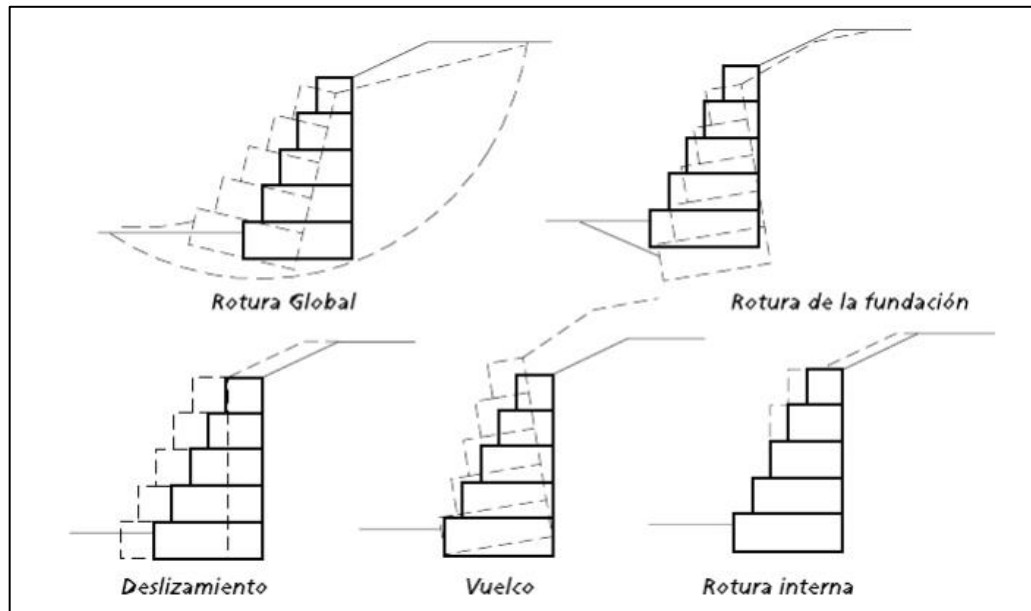 Rotura Global
Rotura de la fundación
Deslizamiento
Vuelco
Rotura interna